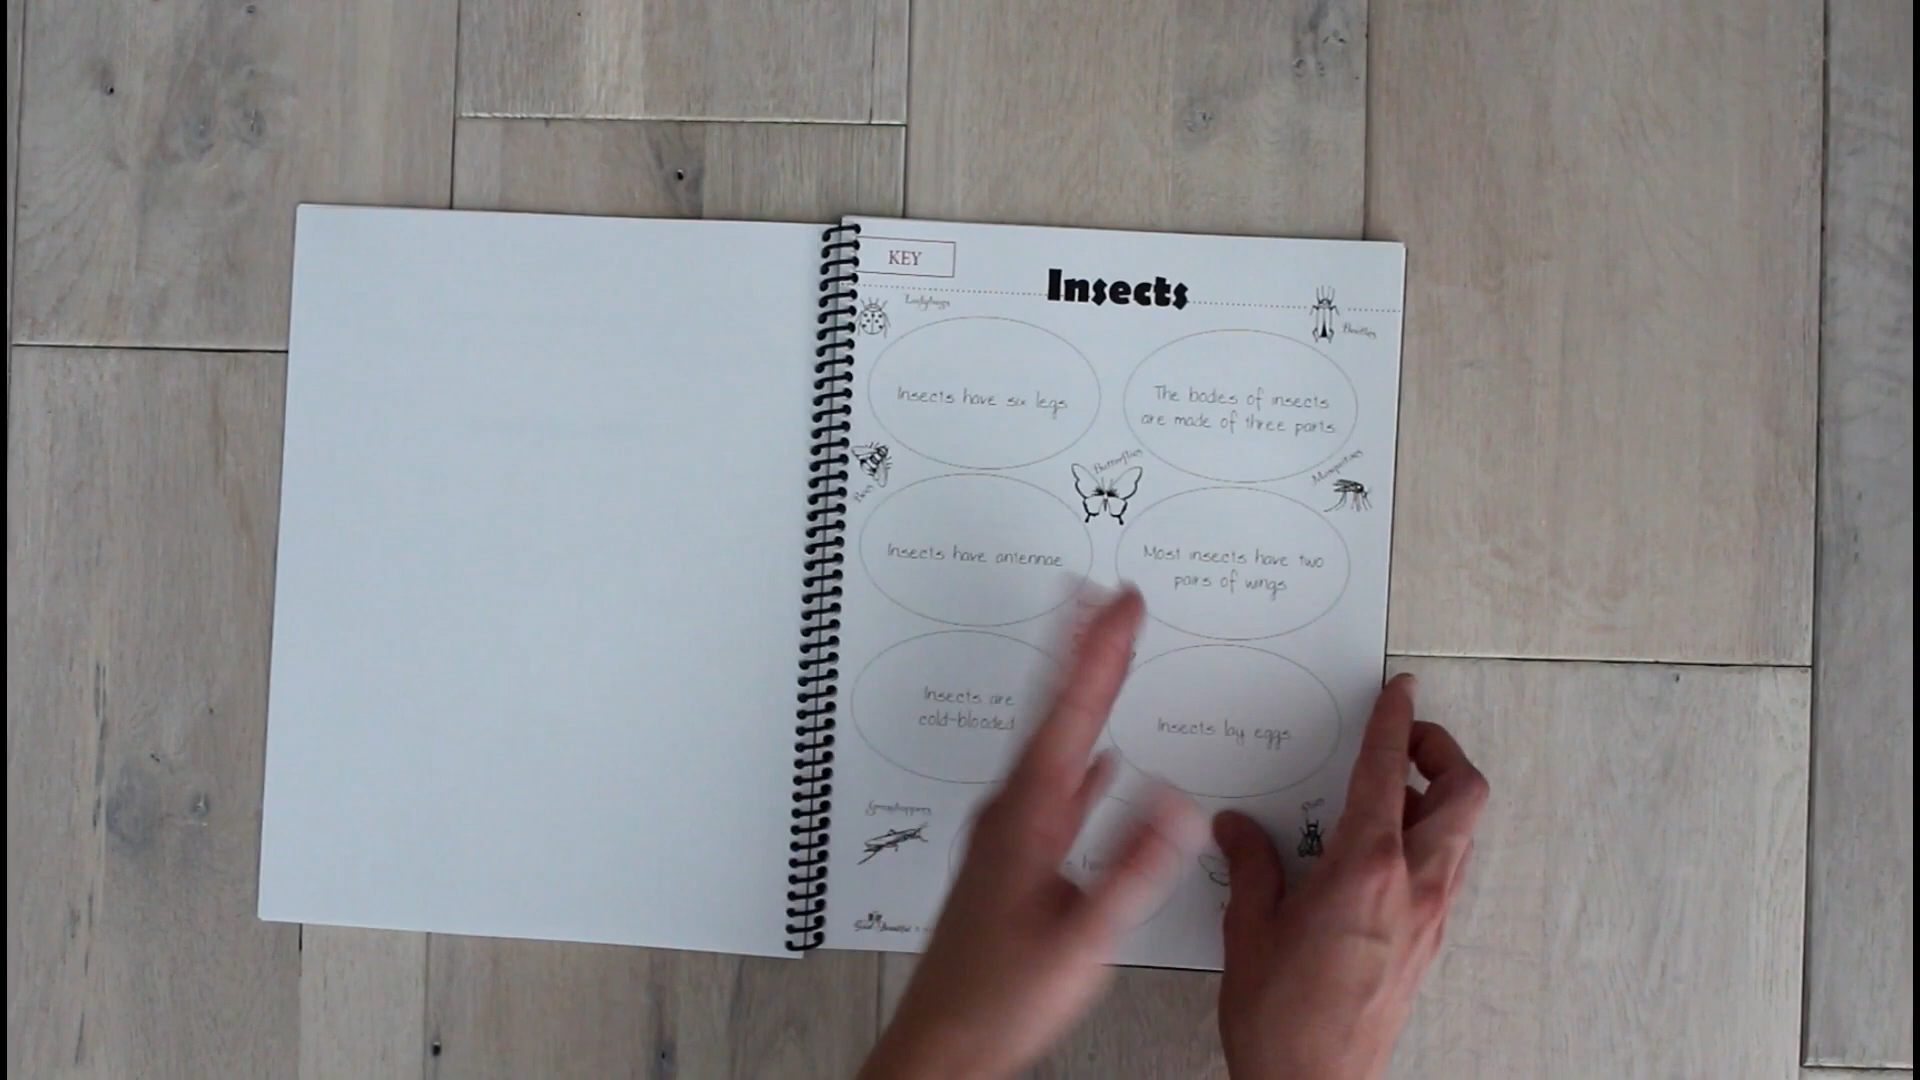 KEY
Insects
Ladybugs
Beetles
Insects have six legs
The bodies of insects
are made of three parts
Bees
Butterflies
Mosquitoes
Insects have antennae
Most insects have two
pairs of wings
Insects are
cold-blooded
Insects lay eggs
Grasshoppers